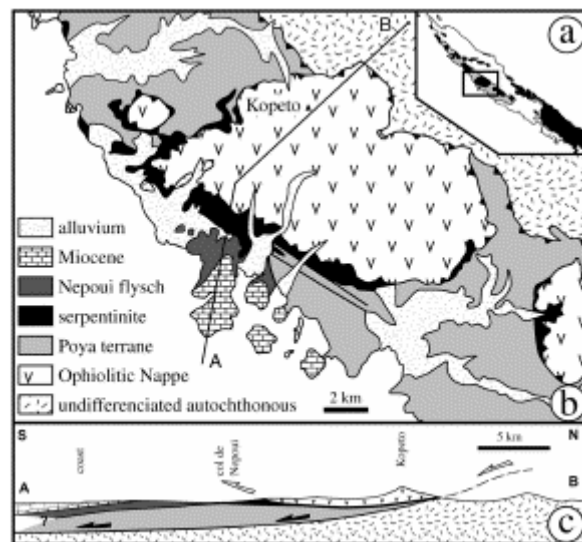 B
a
Kopeto
alluvium
Miocene
Nepoui flysch
serpentinite
Poya terrane
v Ophiolitic Nappe
undifferenciated autochthonous
A
2 km
b
S
N
coast
col de
Nepoui
Kopeto
5 km
A
B
?
c